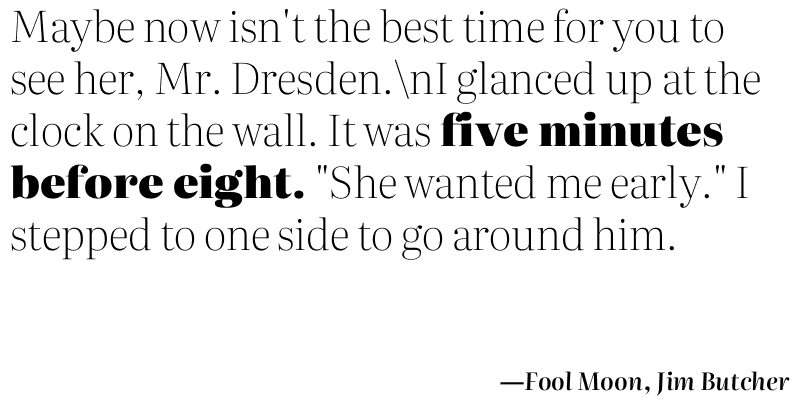 Maybe now isn't the best time for you to
see her, Mr. Dresden.\nI glanced up at the
clock on the wall. It was five minutes
before eight. "She wanted me early." I
stepped to one side to go around him.
—Fool Moon, Jim Butcher